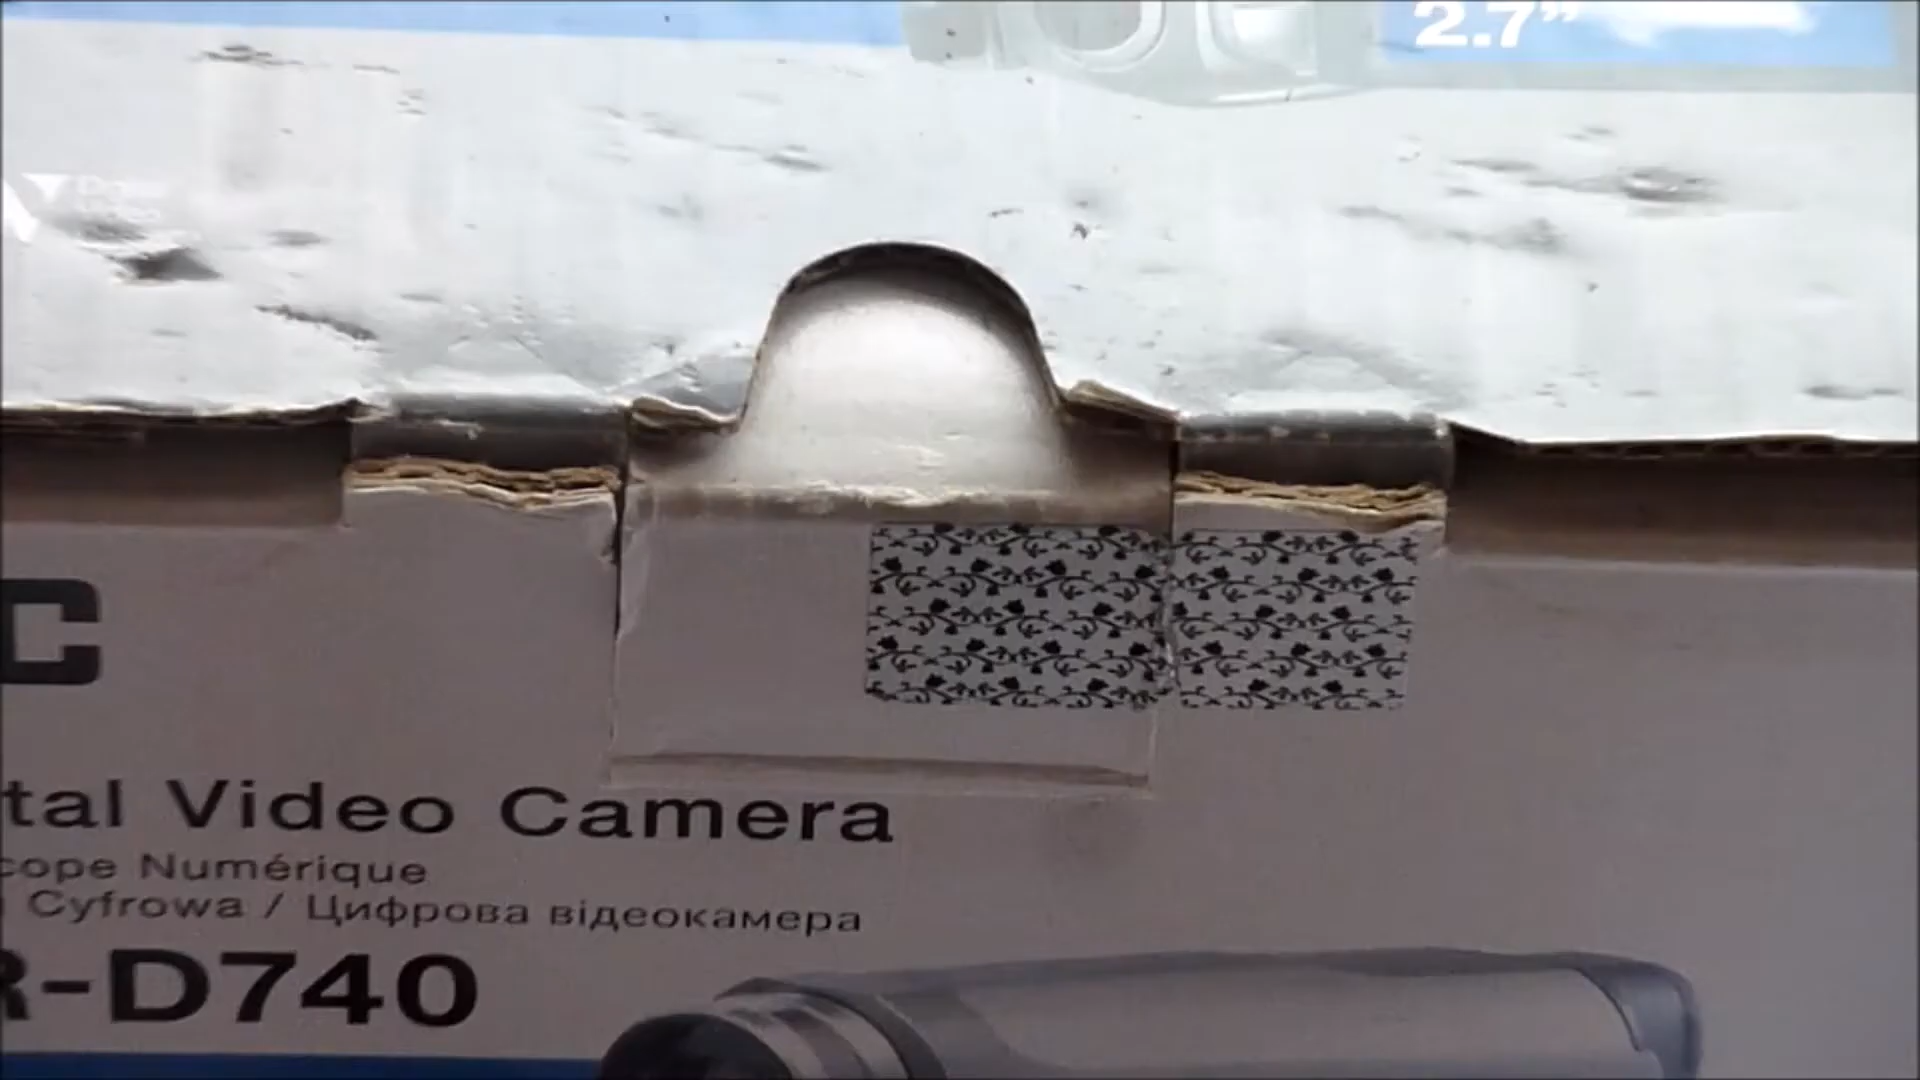 2.7”
C
tal Video Camera
cope Numérique
Cyfrowa / Цифрова відеокамера
R-D740